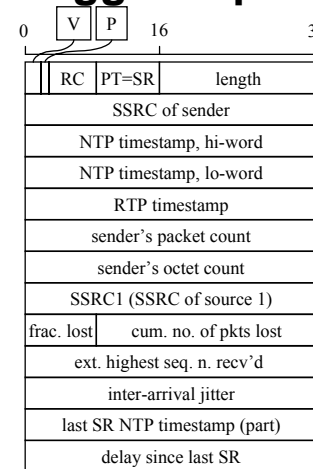 V P
0 16 3
RC PT=SR length
SSRC of sender
NTP timestamp, hi-word
NTP timestamp, lo-word
RTP timestamp
sender's packet count
sender's octet count
SSRC1 (SSRC of source 1)
frac. lost cum. no. of pkts lost
ext. highest seq. n. recv'd
inter-arrival jitter
last SR NTP timestamp (part)
delay since last SR